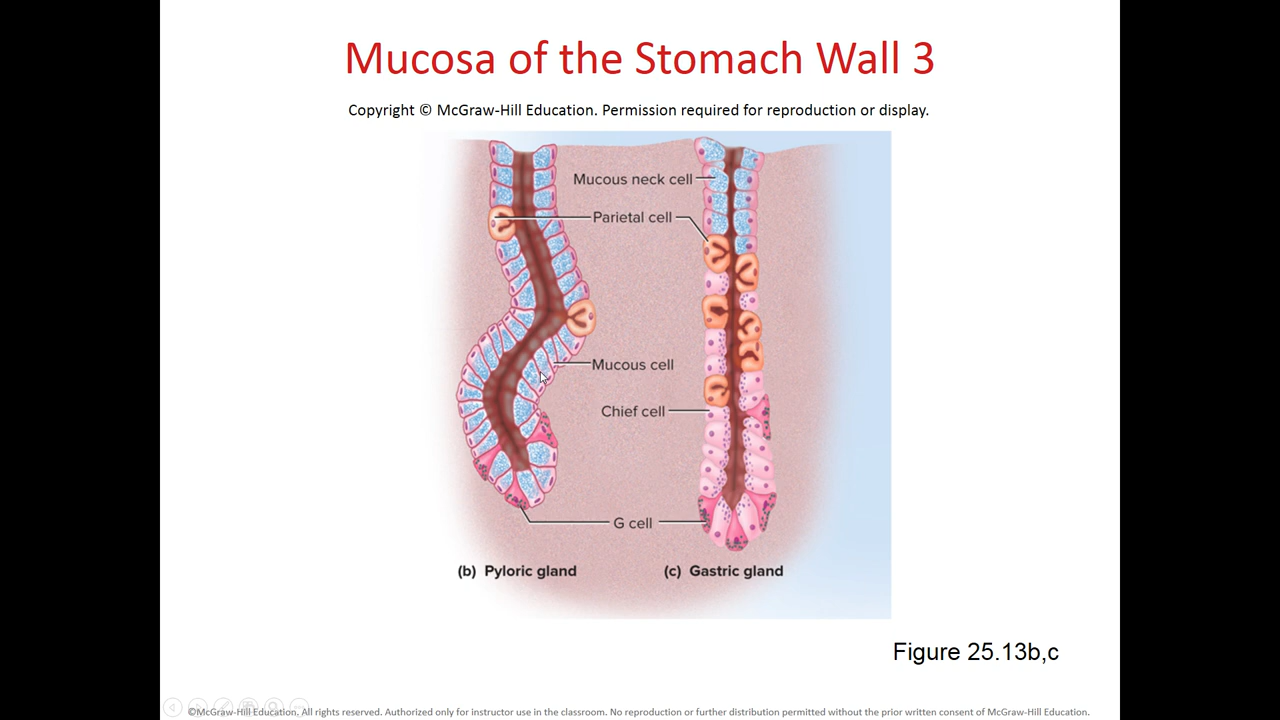 Mucosa of the Stomach Wall 3
Copyright © McGraw-Hill Education. Permission required for reproduction or display.
Mucous neck cell
Parietal cell
Mucous cell
Chief cell
G cell
(b) Pyloric gland
(c) Gastric gland
Figure 25.13b,c
©McGraw-Hill Education. All rights reserved. Authorized only for instructor use in the classroom. No reproduction or further distribution permitted without the prior written consent of McGraw-Hill Education.